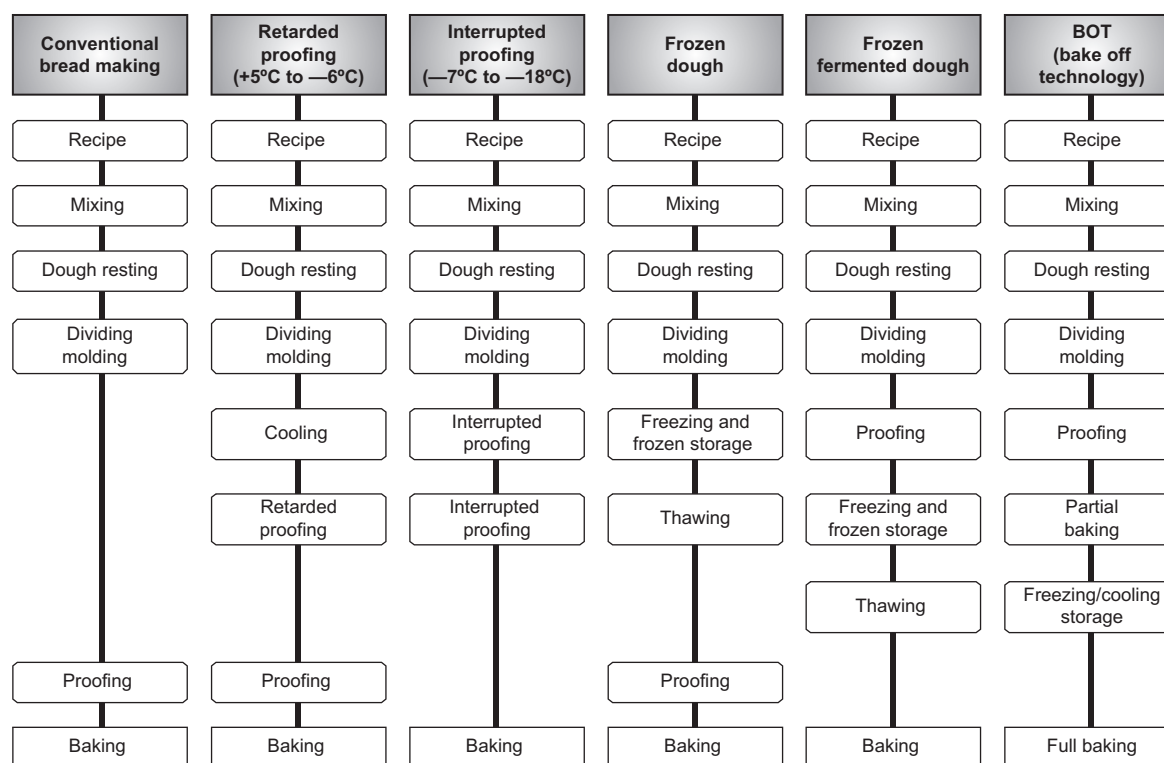 Conventional
bread making
Recipe
Mixing
Dough resting
Dividing
molding
Proofing
Baking
Retarded
proofing
(+5ºC to —6ºC)
Recipe
Mixing
Dough resting
Dividing
molding
Cooling
Retarded
proofing
Proofing
Baking
Interrupted
proofing
(—7ºC to —18ºC)
Recipe
Mixing
Dough resting
Dividing
molding
Interrupted
proofing
Interrupted
proofing
Baking
Frozen
dough
Recipe
Mixing
Dough resting
Dividing
molding
Freezing and
frozen storage
Thawing
Proofing
Baking
Frozen
fermented dough
Recipe
Mixing
Dough resting
Dividing
molding
Proofing
Freezing and
frozen storage
Thawing
Baking
BOT
(bake off
technology)
Recipe
Mixing
Dough resting
Dividing
molding
Proofing
Partial
baking
Freezing/cooling
storage
Full baking